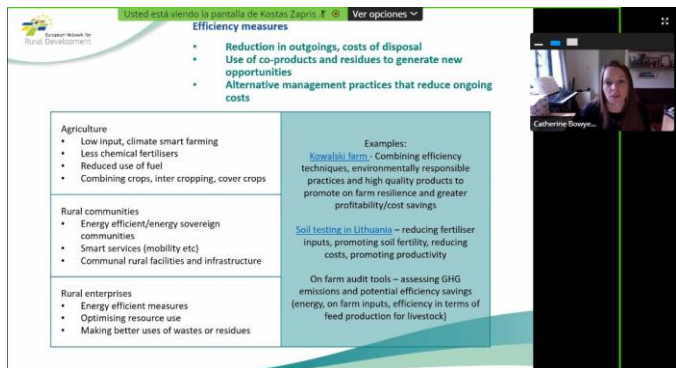 Usted está viendo la pantalla de Kostas Zapris
Ver opciones
European Network for
Rural Development
Efficiency measures
• Reduction in outgoings, costs of disposal
• Use of co-products and residues to generate new
opportunities
• Alternative management practices that reduce ongoing
costs
Agriculture
• Low input, climate smart farming
• Less chemical fertilisers
• Reduced use of fuel
• Combining crops, inter cropping, cover crops
Rural communities
• Energy efficient/energy sovereign
communities
• Smart services (mobility etc)
• Communal rural facilities and infrastructure
Rural enterprises
• Energy efficient measures
• Optimising resource use
• Making better uses of wastes or residues
Examples:
Kowalski farm - Combining efficiency
techniques, environmentally responsible
practices and high quality products to
promote on farm resilience and greater
profitability/cost savings
Soil testing in Lithuania – reducing fertiliser
inputs, promoting soil fertility, reducing
costs, promoting productivity
On farm audit tools – assessing GHG
emissions and potential efficiency savings
(energy, on farm inputs, efficiency in terms of
feed production for livestock)
Catherine Bowye...